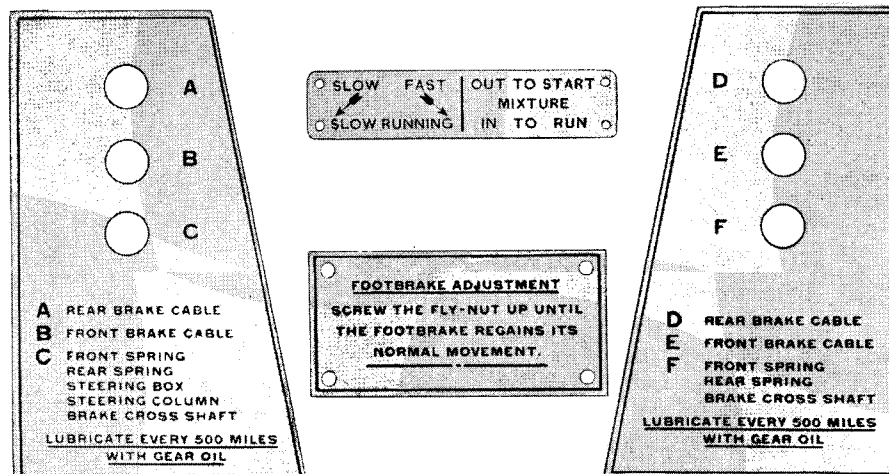 A
B
C
A REAR BRAKE CABLE
B FRONT BRAKE CABLE
C FRONT SPRING
REAR SPRING
STEERING BOX
STEERING COLUMN
BRAKE CROSS SHAFT
LUBRICATE EVERY 500 MILES
WITH GEAR OIL
SLOW FAST
SLOW RUNNING
OUT TO START
MIXTURE
IN TO RUN
FOOTBRAKE ADJUSTMENT
SCREW THE FLY-NUT UP UNTIL
THE FOOTBRAKE REGAINS ITS
NORMAL MOVEMENT.
D
E
F
D REAR BRAKE CABLE
E FRONT BRAKE CABLE
F FRONT SPRING
REAR SPRING
BRAKE CROSS SHAFT
LUBRICATE EVERY 500 MILES
WITH GEAR OIL